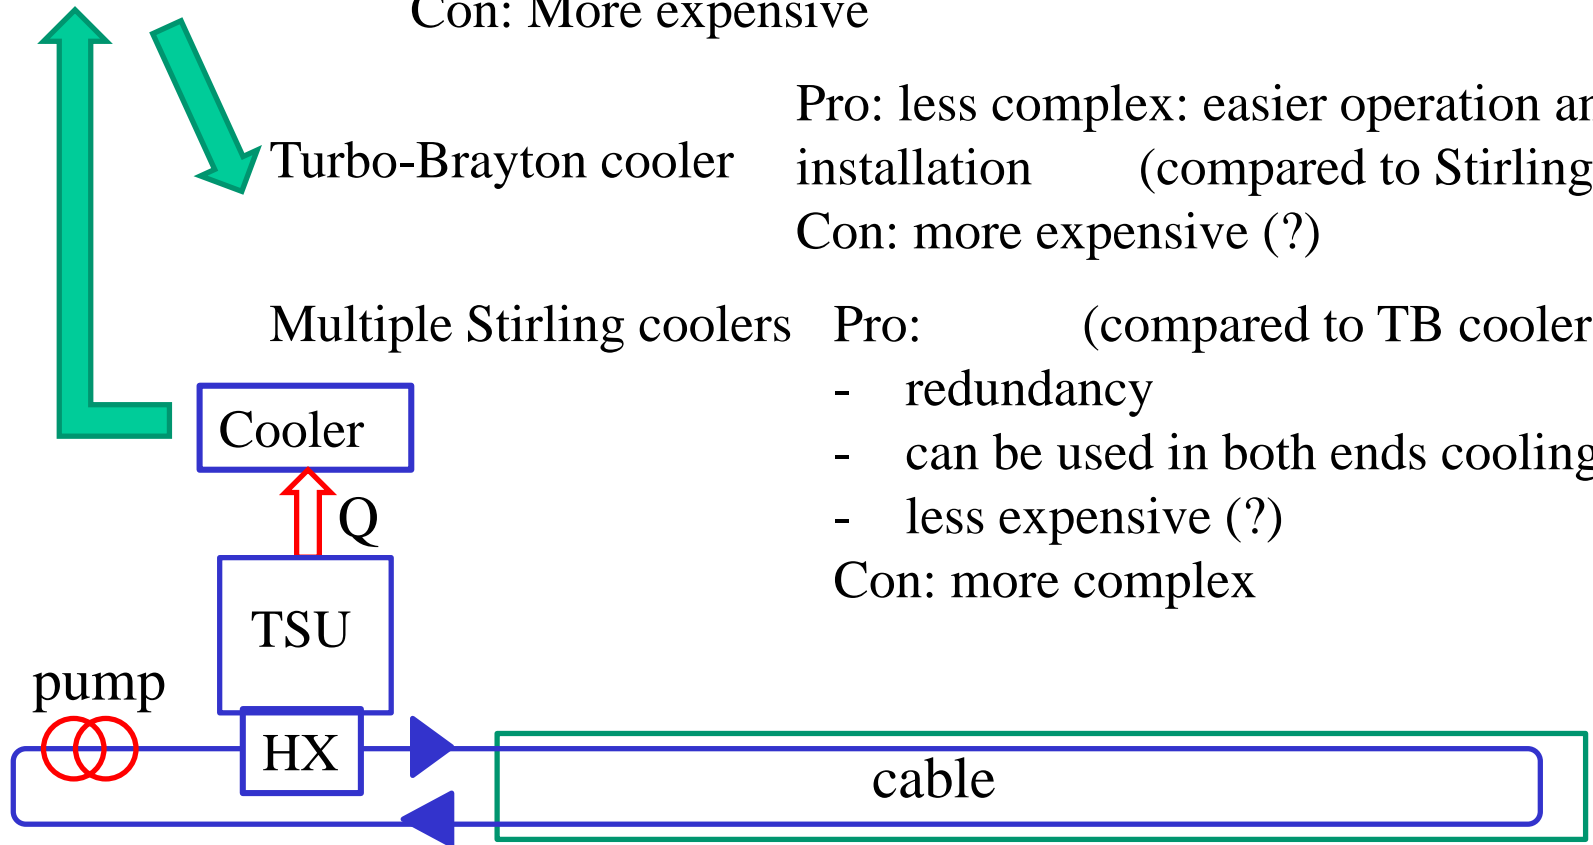 Con: More expensive
Pro: less complex: easier operation
Turbo-Brayton cooler
installation (compared to Stirling
Con: more expensive (?)
Multiple Stirling coolers
Pro: (compared to TB cooler
- redundancy
- can be used in both ends cooling
- less expensive (?)
Con: more complex
Cooler
Q
TSU
pump
HX
cable